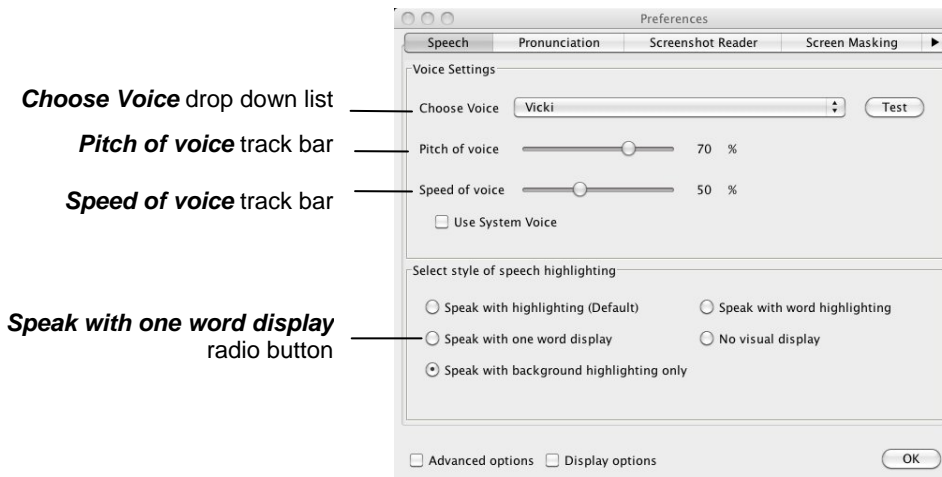 Preferences
Speech Pronunciation Screenshot Reader Screen Masking
Voice Settings
Choose Voice drop down list
Choose Voice Vicki Test
Pitch of voice track bar
Pitch of voice 70 %
Speed of voice track bar
Speed of voice 50 %
Use System Voice
Select style of speech highlighting
Speak with highlighting (Default) Speak with word highlighting
Speak with one word display
radio button
Speak with one word display No visual display
Speak with background highlighting only
Advanced options Display options OK